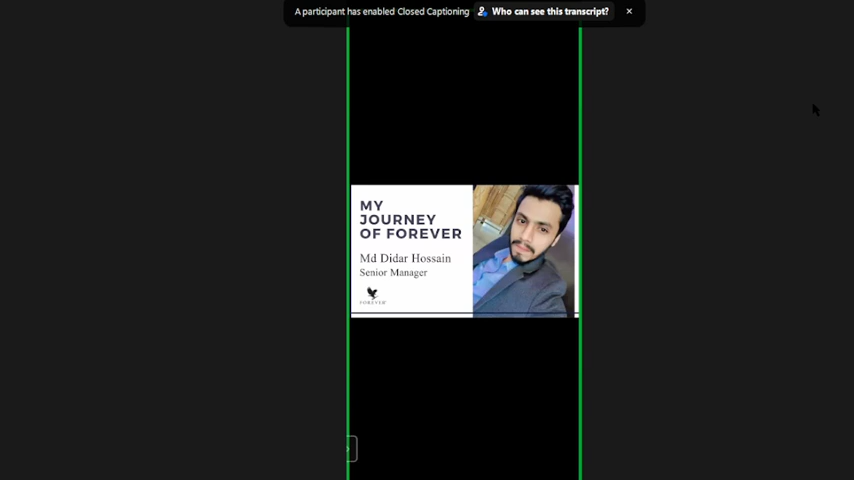 A participant has enabled Closed Captioning Who can see this transcript?
MY
JOURNEY
OF FOREVER
Md Didar Hossain
Senior Manager
FOREVER